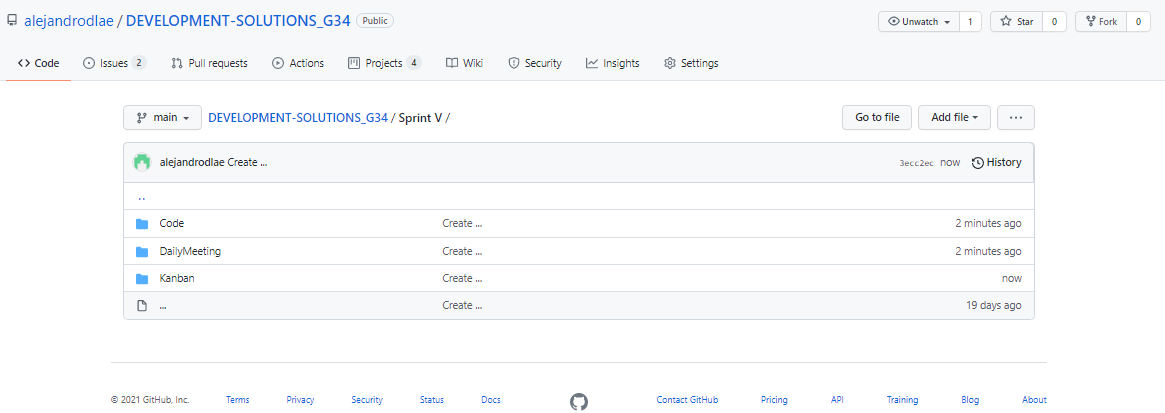 alejandrodlae / DEVELOPMENT-SOLUTIONS_G34 Public Unwatch 1 Star 0 Fork 0
Code Issues 2 Pull requests Actions Projects 4 Wiki Security Insights Settings
main DEVELOPMENT-SOLUTIONS_G34 / Sprint V / Go to file Add file ...
alejandrodlae Create ... 3ecc2ec now History
..
Code Create ... 2 minutes ago
DailyMeeting Create ... 2 minutes ago
Kanban Create ... now
... Create ... 19 days ago
© 2021 GitHub, Inc. Terms Privacy Security Status Docs Contact GitHub Pricing API Training Blog About